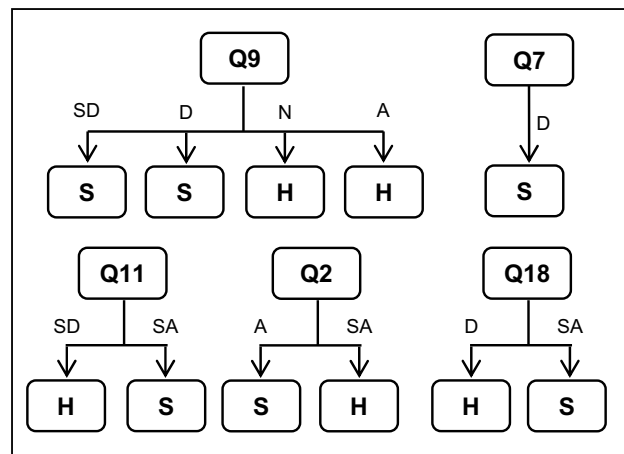 Q9 Q7
SD D N A D
S S H H S
Q11 Q2 Q18
SD SA A SA D SA
H S S H H S